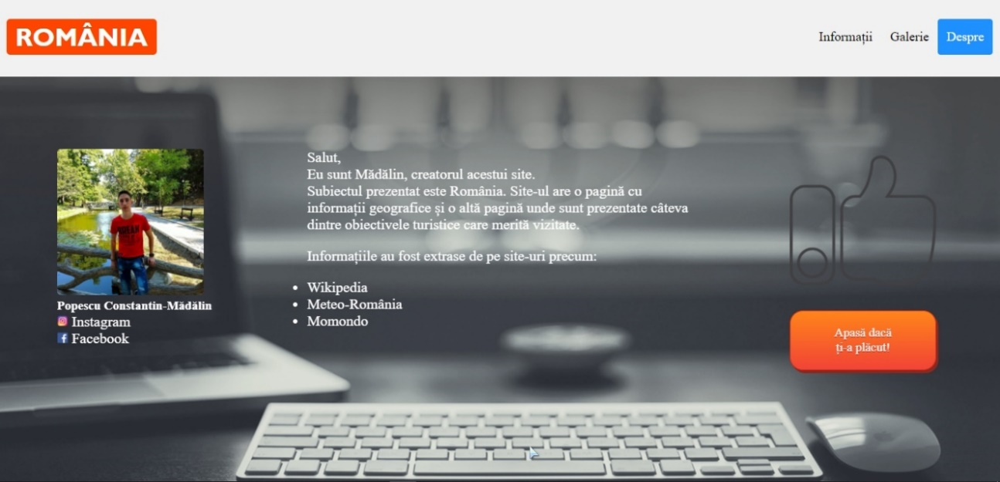 ROMÂNIA
Informații
Galerie
Despre
Popescu Constantin-Mădălin
Instagram
Facebook
Salut,
Eu sunt Mădălin, creatorul acestui site.
Subiectul prezentat este România. Site-ul are o pagină cu
informații geografice și o altă pagină unde sunt prezentate câteva
dintre obiectivele turistice care merită vizitate.
Informațiile au fost extrase de pe site-uri precum:
Wikipedia
Meteo-România
Momondo
Apasă dacă
ți-a plăcut!